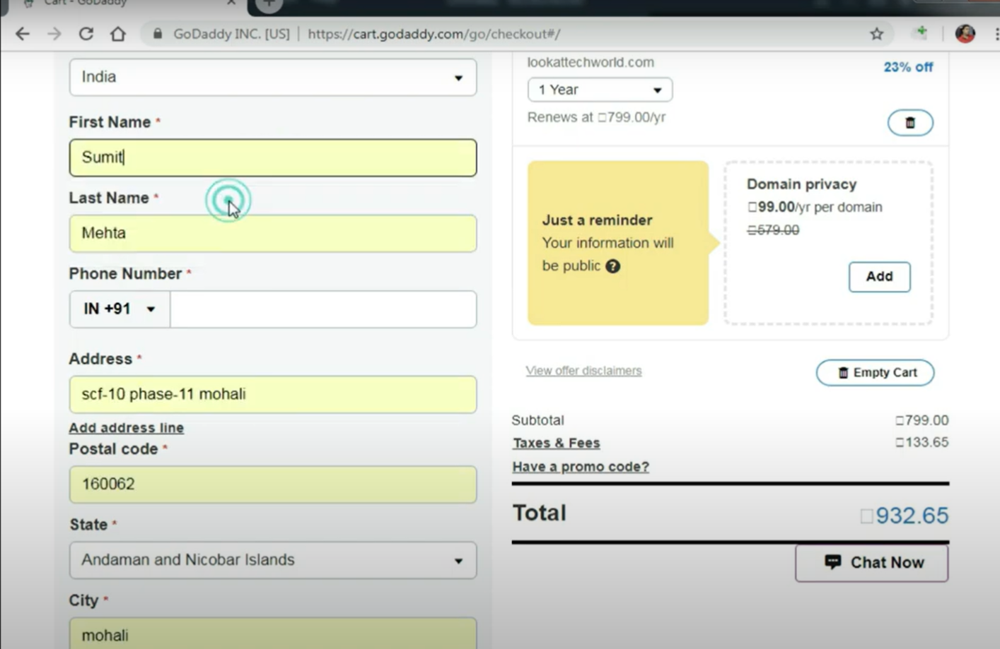 Cart - GoDaddy
GoDaddy INC. [US] | https://cart.godaddy.com/go/checkout#/
India
First Name *
Sumit
Last Name *
Mehta
Phone Number *
IN +91
Address *
scf-10 phase-11 mohali
Add address line
Postal code *
160062
State *
Andaman and Nicobar Islands
City *
mohali
lookattechworld.com
23% off
1 Year
Renews at □799.00/yr
Just a reminder
Your information will
be public ?
Domain privacy
□99.00/yr per domain
□579.00
Add
View offer disclaimers
Empty Cart
Subtotal □799.00
Taxes & Fees □133.65
Have a promo code?
Total □932.65
Chat Now